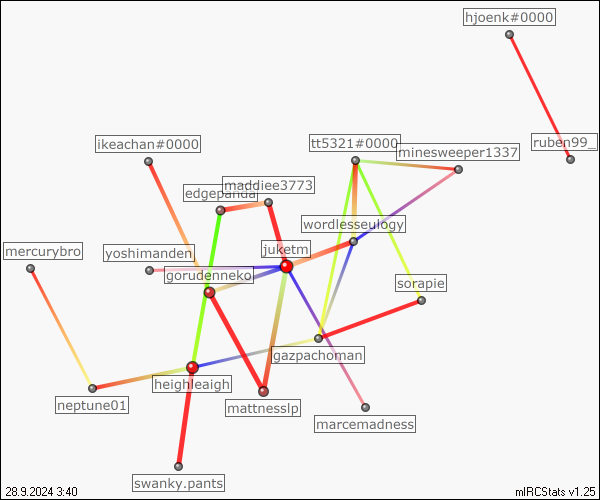 hjoenk#0000
ruben99_
ikeachan#0000
tt5321#0000
minesweeper1337
edgepanda
maddiee3773
wordlesseulogy
mercurybro
yoshimanden
juketm
gorudenneko
sorapie
gazpachoman
heighleaigh
neptune01
mattnesslp
marcemadness
swanky.pants
28.9.2024 3:40
mIRCStats v1.25